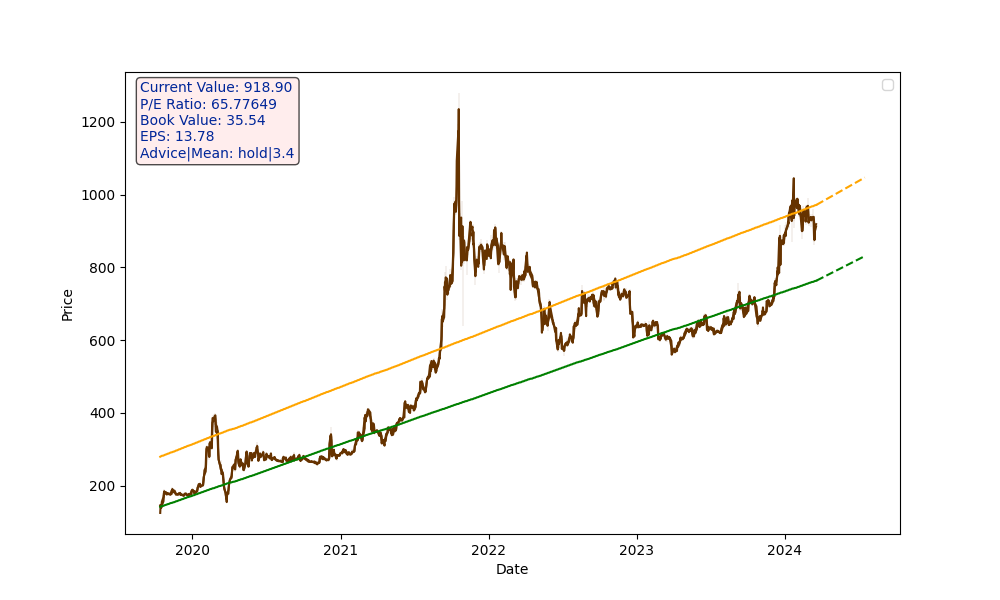 Current Value: 918.90
P/E Ratio: 65.77649
Book Value: 35.54
EPS: 13.78
Advice|Mean: hold|3.4
1200
1000
800
600
400
200
Price
2020 2021 2022 2023 2024
Date